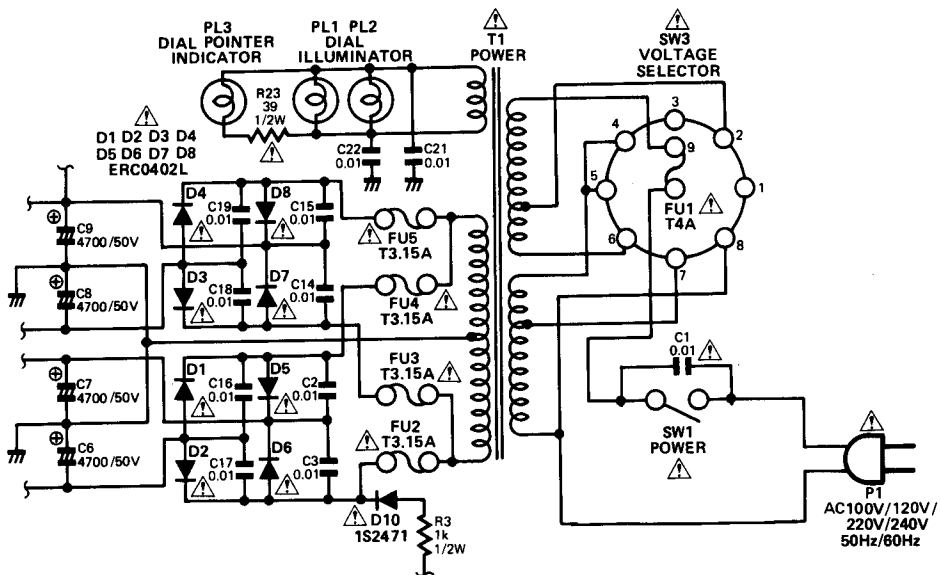 PL3
DIAL POINTER
INDICATOR
PL1 PL2
DIAL
ILLUMINATOR
T1
POWER
SW3
VOLTAGE
SELECTOR
R23
39
1/2W
D1 D2 D3 D4
D5 D6 D7 D8
ERC0402L
C22
0.01
C21
0.01
3
4
2
9
5
1
FU1
T4A
6
8
7
D4
C19
0.01
D8
C15
0.01
C9
4700/50V
FU5
T3.15A
D3
C18
0.01
D7
C14
0.01
C8
4700/50V
FU4
T3.15A
D1
C16
0.01
D5
C2
0.01
FU3
T3.15A
C7
4700/50V
C1
0.01
SW1
POWER
D2
C17
0.01
D6
C3
0.01
FU2
T3.15A
C6
4700/50V
D10
1S2471
R3
1k
1/2W
P1
AC100V/120V/
220V/240V
50Hz/60Hz